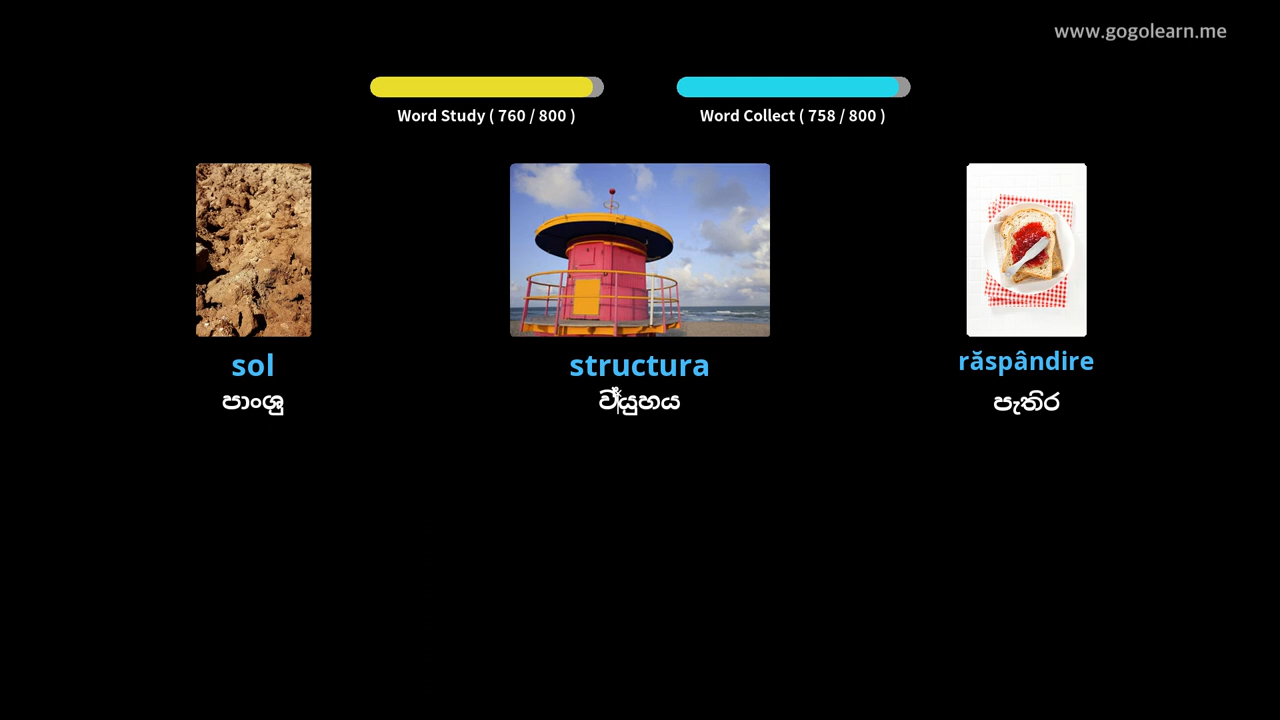 www.gogolearn.me
Word Study ( 760 / 800 )
Word Collect ( 758 / 800 )
sol
structura
răspândire
පාංශු
ව්‍යුහය
පැතිර